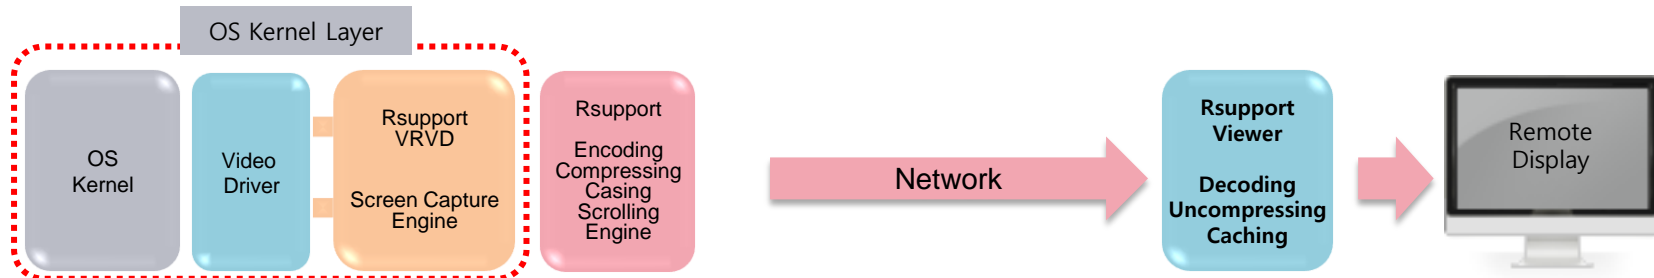 OS Kernel Layer
OS
Kernel
Video
Driver
Rsupport
VRVD
Screen Capture
Engine
Rsupport
Encoding
Compressing
Casing
Scrolling
Engine
Network
Rsupport
Viewer
Decoding
Uncompressing
Caching
Remote
Display